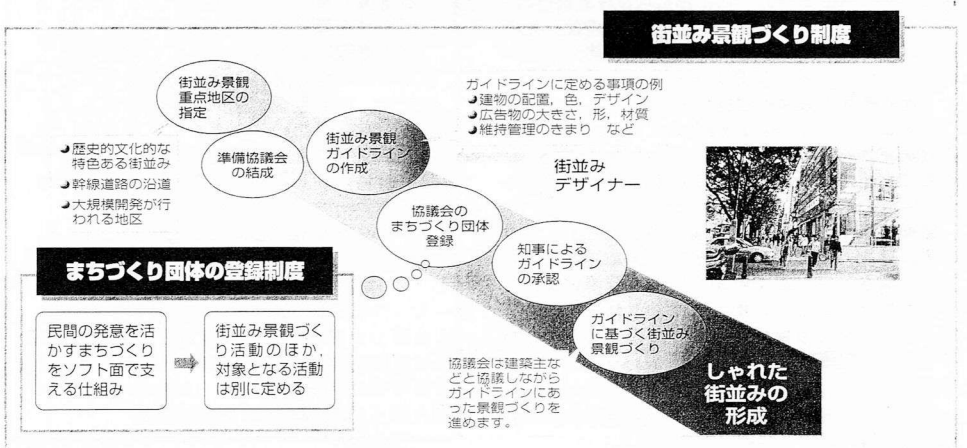 街並み景観づくり制度
街並み景観
重点地区の
指定
歴史的文化的な
特色ある街並み
幹線道路の沿道
大規模開発が行
われる地区
準備協議会
の結成
街並み景観
ガイドライン
の作成
ガイドラインに定める事項の例
建物の配置，色，デザイン
広告物の大きさ，形，材質
維持管理のきまり　など
街並み
デザイナー
協議会の
まちづくり団体
登録
知事による
ガイドライン
の承認
ガイドライン
に基づく街並み
景観づくり
協議会は建築主な
どと協議しながら
ガイドラインにあ
った景観づくりを
進めます。
しゃれた
街並みの
形成
まちづくり団体の登録制度
民間の発意を活
かすまちづくり
をソフト面で支
える仕組み
街並み景観づく
り活動のほか，
対象となる活動
は別に定める